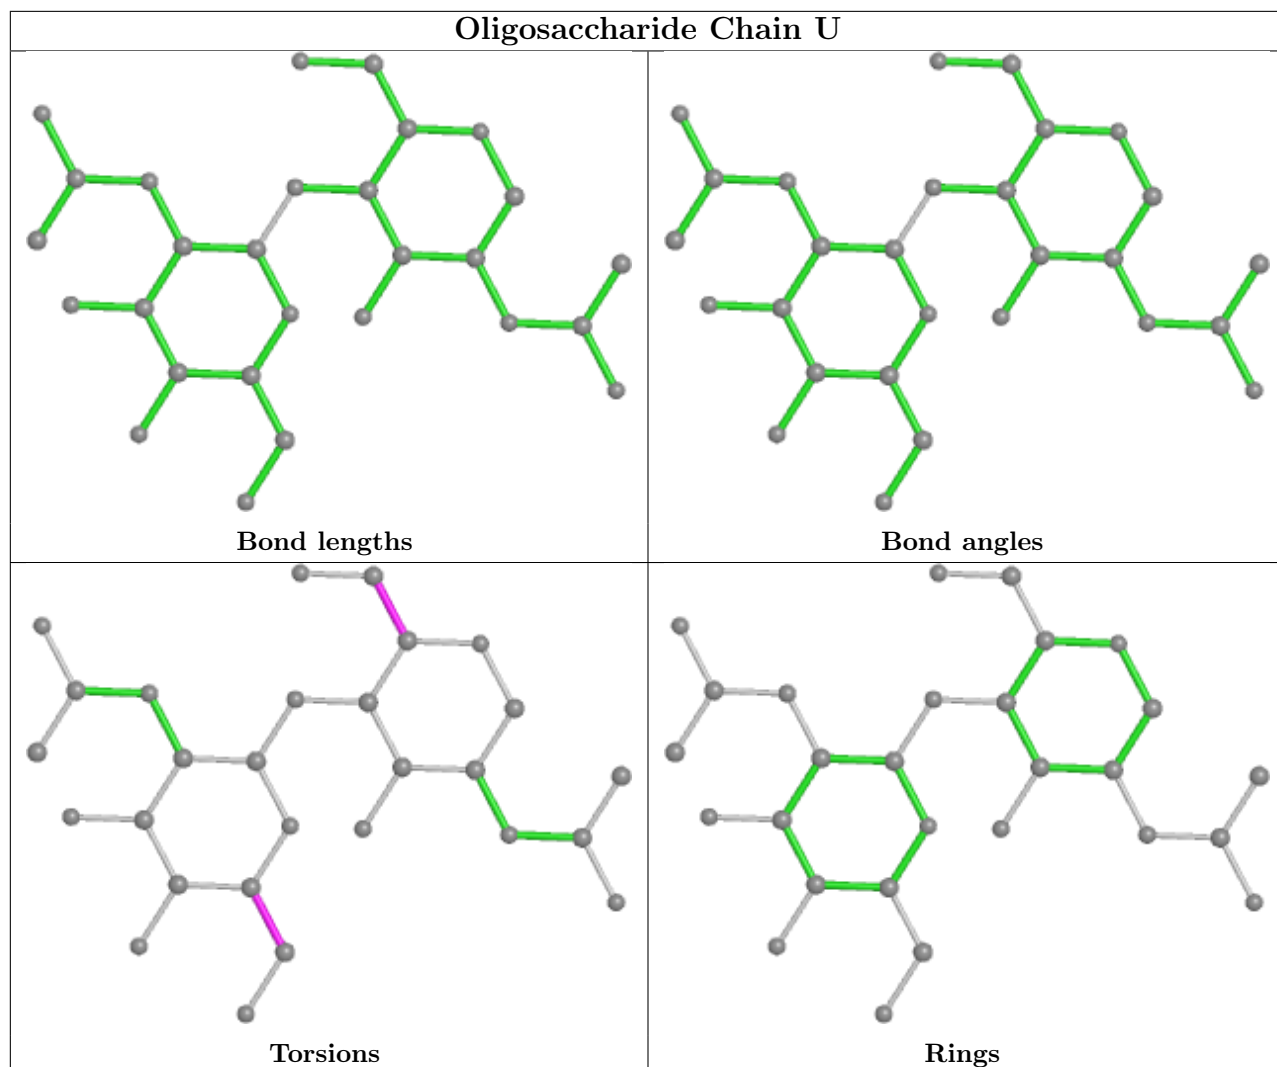 Oligosaccharide Chain U
Bond lengths
Bond angles
Torsions
Rings